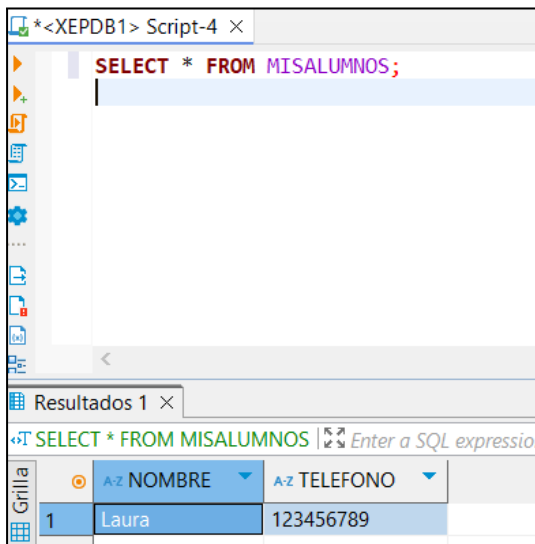 *<XEPDB1> Script-4
SELECT * FROM MISALUMNOS;
Resultados 1
SELECT * FROM MISALUMNOS Enter a SQL expressio
Grilla
A-Z NOMBRE A-Z TELEFONO
1 Laura 123456789